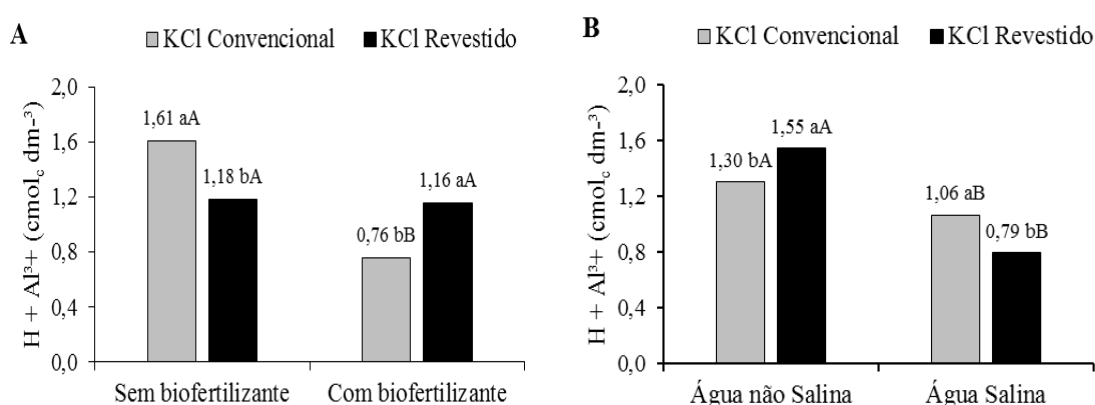 A
KCl Convencional KCl Revestido
H + Al³+ (cmolc dm-³)
2,0
1,6
1,2
0,8
0,4
0,0
1,61 aA
1,18 bA
0,76 bB
1,16 aA
Sem biofertilizante Com biofertilizante
B
KCl Convencional KCl Revestido
H + Al³+ (cmolc dm-³)
2,0
1,6
1,2
0,8
0,4
0,0
1,30 bA
1,55 aA
1,06 aB
0,79 bB
Água não Salina Água Salina